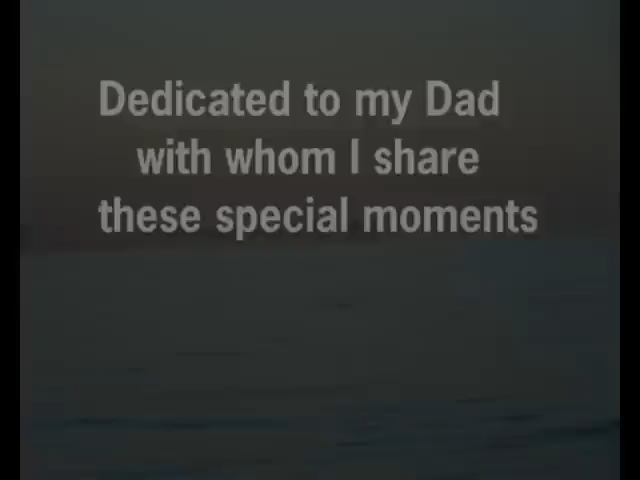 Dedicated to my Dad
with whom I share
these special moments